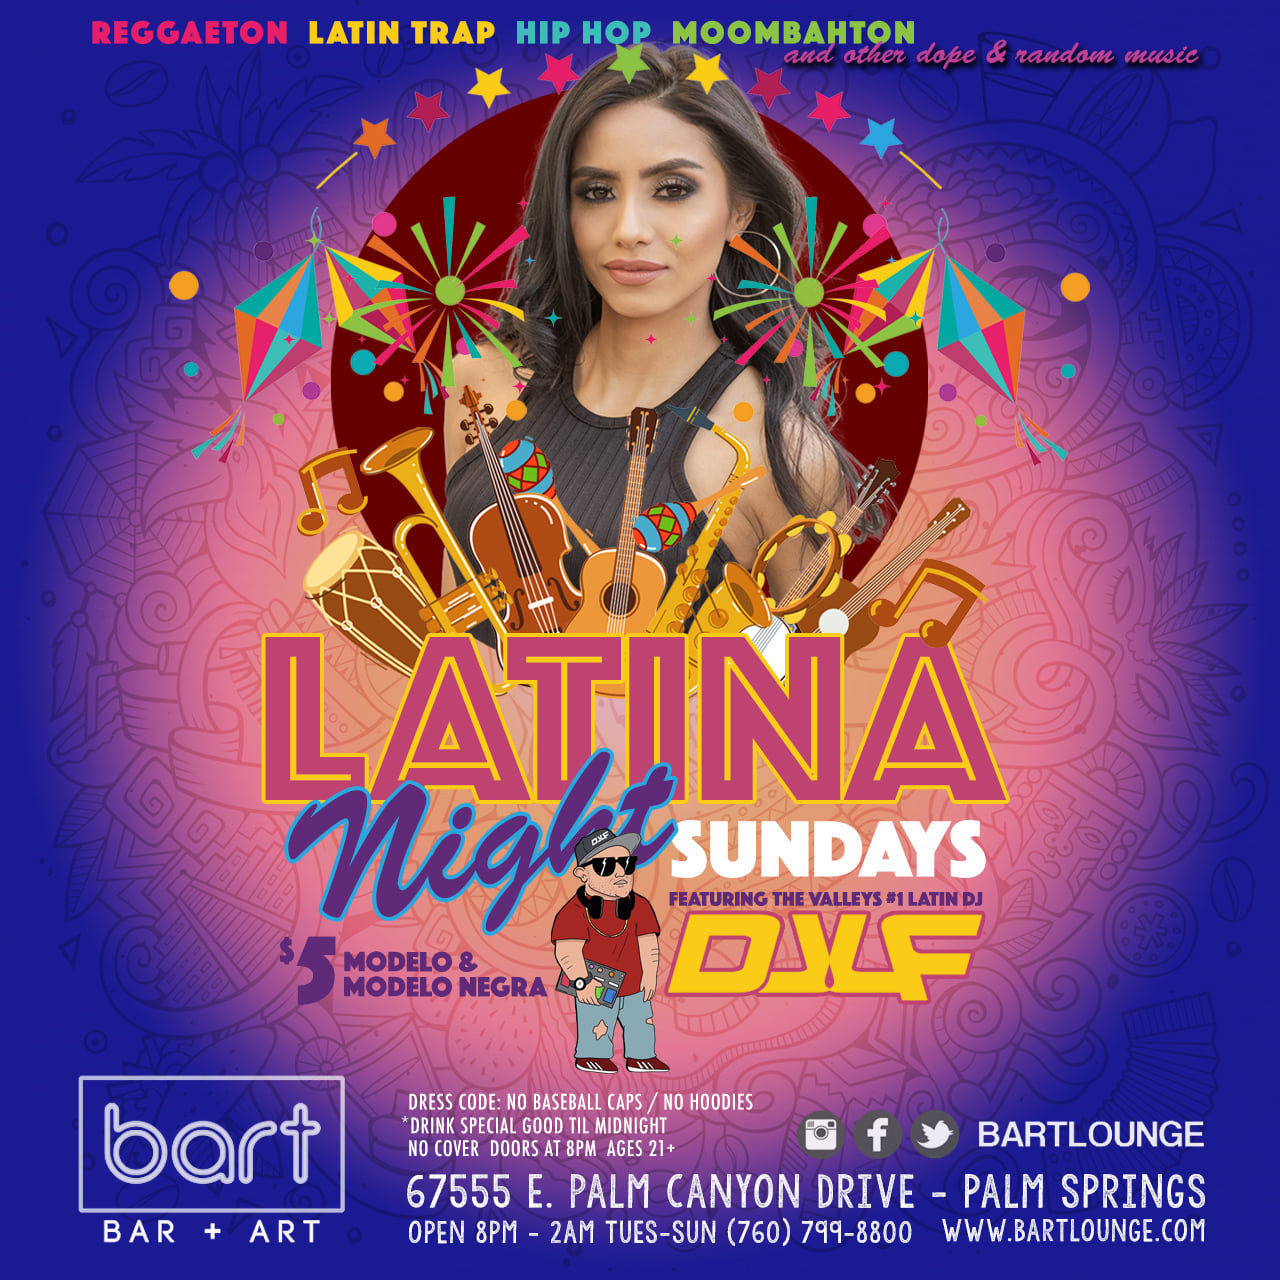 REGGAETON LATIN TRAP HIP HOP MOOMBAHTON
and other dope & random music
LATINA
Night
SUNDAYS
FEATURING THE VALLEYS #1 LATIN DJ
$5 MODELO &
MODELO NEGRA
bart
BAR + ART
DRESS CODE: NO BASEBALL CAPS / NO HOODIES
*DRINK SPECIAL GOOD TIL MIDNIGHT
NO COVER DOORS AT 8PM AGES 21+
BARTLOUNGE
67555 E. PALM CANYON DRIVE - PALM SPRINGS
OPEN 8PM - 2AM TUES-SUN (760) 799-8800 WWW.BARTLOUNGE.COM